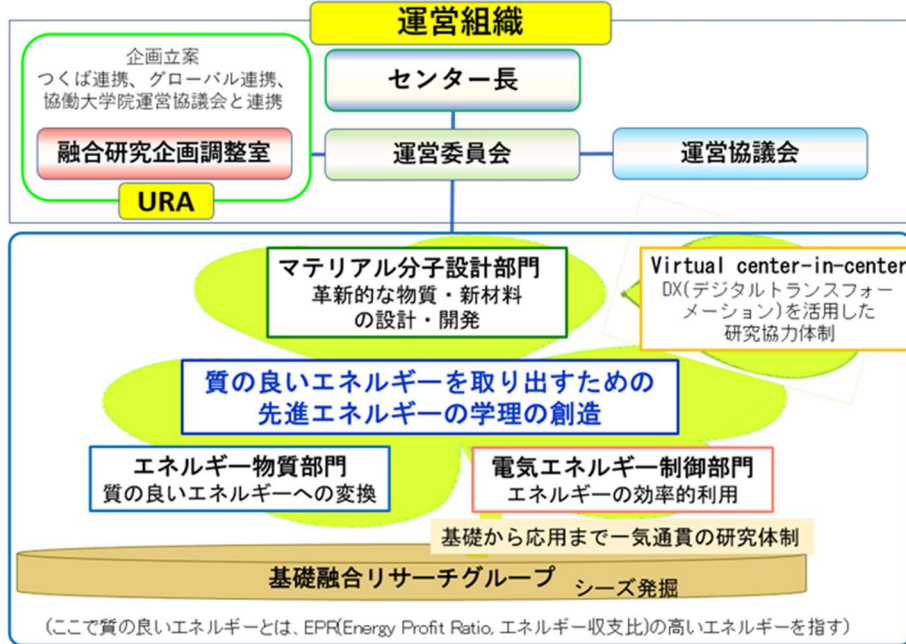 運営組織
企画立案
つくば連携、グローバル連携、
協働大学院運営協議会と連携
センター長
融合研究企画調整室
運営委員会
運営協議会
URA
マテリアル分子設計部門
革新的な物質・新材料
の設計・開発
Virtual center-in-center
DX(デジタルトランスフォー
メーション)を活用した
研究協力体制
質の良いエネルギーを取り出すための
先進エネルギーの学理の創造
エネルギー物質部門
質の良いエネルギーへの変換
電気エネルギー制御部門
エネルギーの効率的利用
基礎から応用まで一気通貫の研究体制
基礎融合リサーチグループ シーズ発掘
(ここで質の良いエネルギーとは、EPR(Energy Profit Ratio, エネルギー収支比)の高いエネルギーを指す)